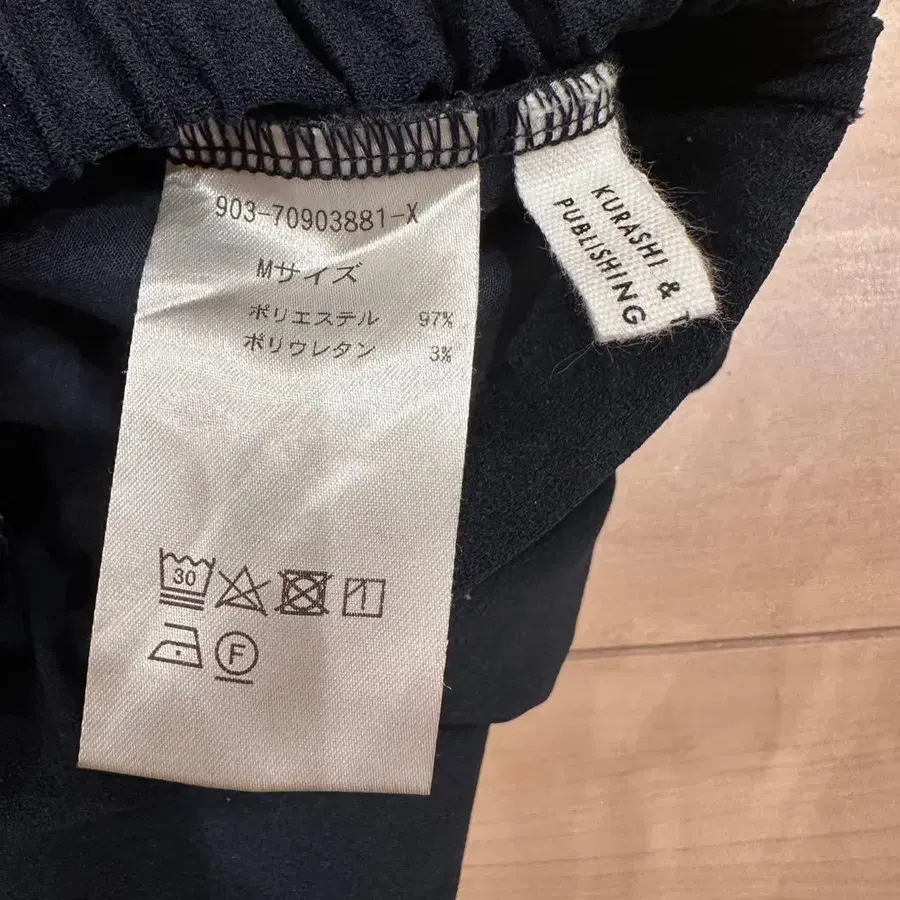 903-70903881-X
Mサイズ
ポリエステル 97%
ポリウレタン 3%
30
F
KURASHI & T
PUBLISHING